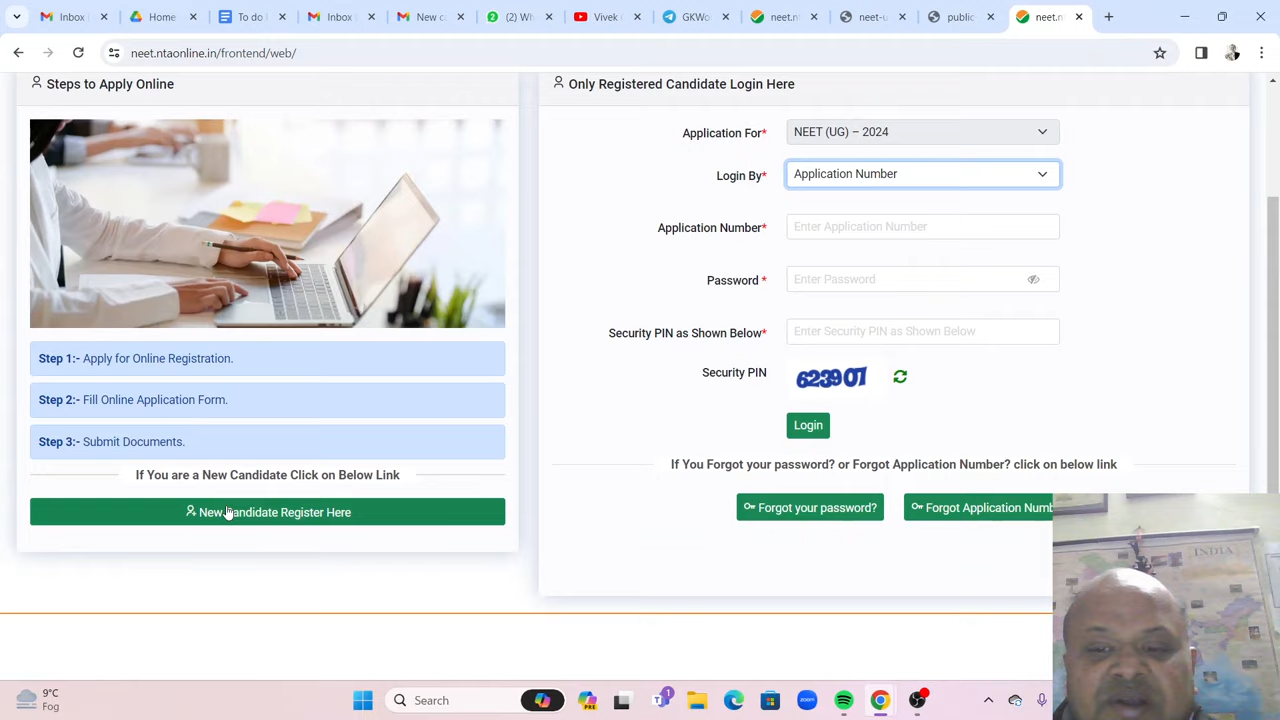 Inbox
Home
To do l
Inbox
New c
(2) Wh
Vivek
GKWo
neet.n
neet-u
public
neet.n
neet.ntaonline.in/frontend/web/
Steps to Apply Online
Step 1:- Apply for Online Registration.
Step 2:- Fill Online Application Form.
Step 3:- Submit Documents.
If You are a New Candidate Click on Below Link
New Candidate Register Here
Only Registered Candidate Login Here
Application For* NEET (UG) – 2024
Login By* Application Number
Application Number* Enter Application Number
Password * Enter Password
Security PIN as Shown Below* Enter Security PIN as Shown Below
Security PIN 623907
Login
If You Forgot your password? or Forgot Application Number? click on below link
Forgot your password? Forgot Application Numb
INDIA
9°C
Fog
Search
PRE
1
zoom